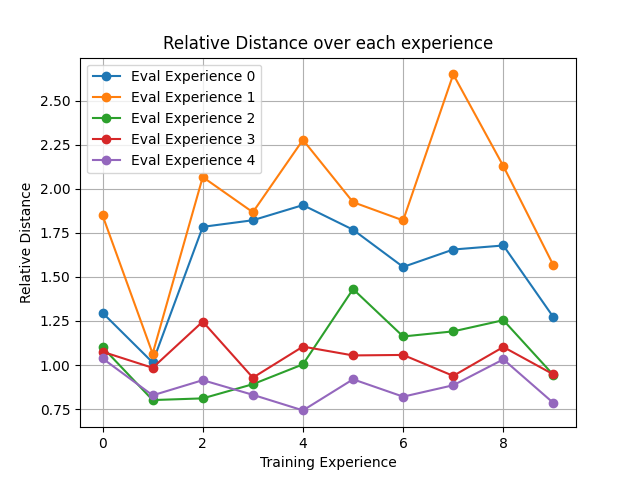 Relative Distance over each experience
Eval Experience 0
Eval Experience 1
Eval Experience 2
Eval Experience 3
Eval Experience 4
2.50
2.25
2.00
1.75
1.50
1.25
1.00
0.75
Relative Distance
0 2 4 6 8
Training Experience